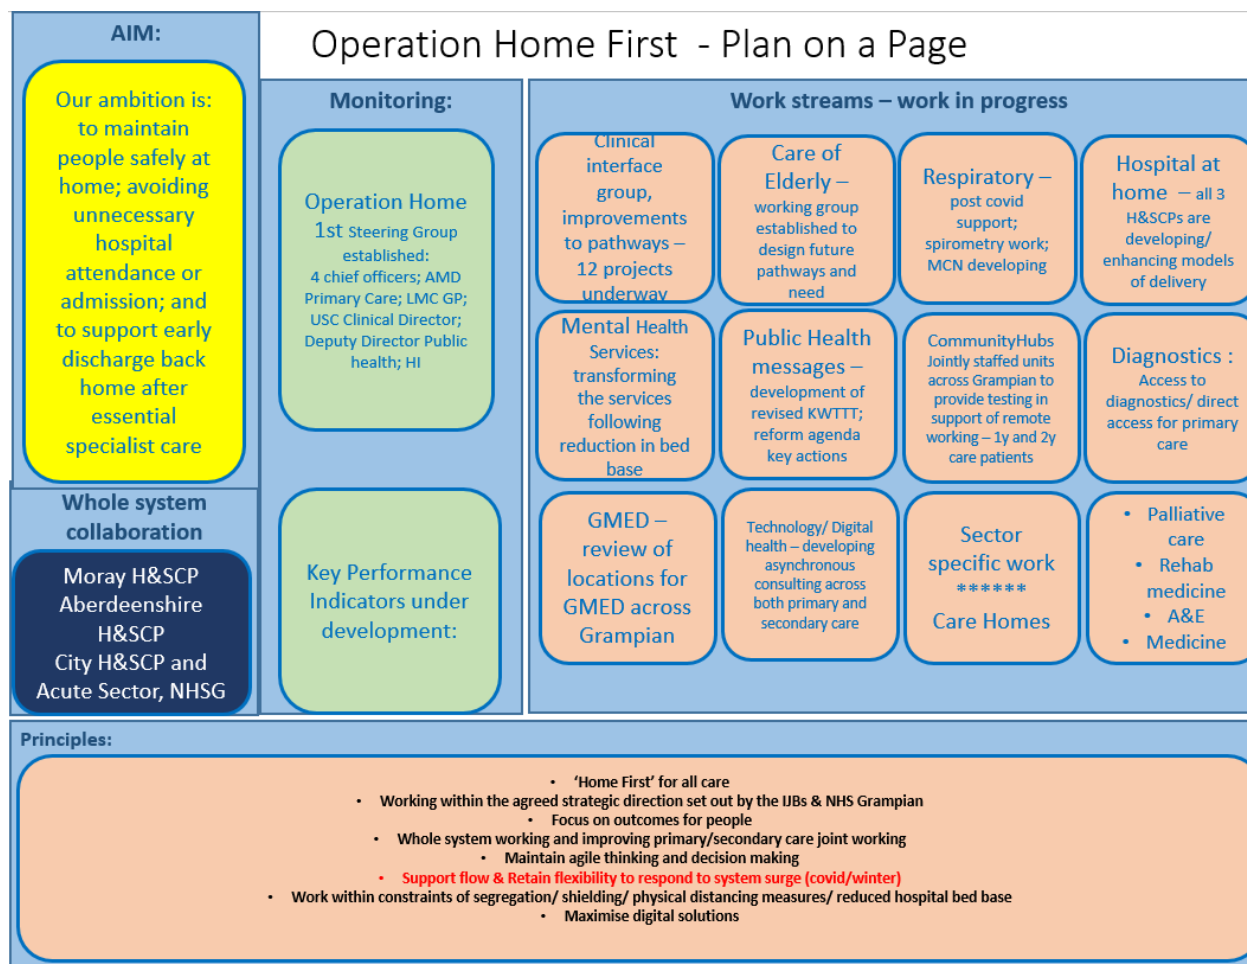 AIM:
Our ambition is:
to maintain
people safely at
home; avoiding
unnecessary
hospital
attendance or
admission; and
to support early
discharge back
home after
essential
specialist care
Whole system
collaboration
Moray H&SCP
Aberdeenshire
H&SCP
City H&SCP and
Acute Sector, NHSG
Operation Home First - Plan on a Page
Monitoring:
Operation Home
1st Steering Group
established:
4 chief officers; AMD
Primary Care; LMC GP;
USC Clinical Director;
Deputy Director Public
health; HI
Key Performance
Indicators under
development:
Work streams – work in progress
Clinical
interface
group,
improvements
to pathways –
12 projects
underway
Care of
Elderly –
working group
established to
design future
pathways and
need
Respiratory –
post covid
support;
spirometry work;
MCN developing
Hospital at
home – all 3
H&SCPs are
developing/
enhancing models
of delivery
Mental Health
Services:
transforming
the services
following
reduction in bed
base
Public Health
messages –
development of
revised KWTTT;
reform agenda
key actions
CommunityHubs
Jointly staffed units
across Grampian to
provide testing in
support of remote
working – 1y and 2y
care patients
Diagnostics :
Access to
diagnostics/ direct
access for primary
care
GMED –
review of
locations for
GMED across
Grampian
Technology/ Digital
health – developing
asynchronous
consulting across
both primary and
secondary care
Sector
specific work
******
Care Homes
• Palliative
care
• Rehab
medicine
• A&E
• Medicine
Principles:
• ‘Home First’ for all care
• Working within the agreed strategic direction set out by the IJBs & NHS Grampian
• Focus on outcomes for people
• Whole system working and improving primary/secondary care joint working
• Maintain agile thinking and decision making
• Support flow & Retain flexibility to respond to system surge (covid/winter)
• Work within constraints of segregation/ shielding/ physical distancing measures/ reduced hospital bed base
• Maximise digital solutions